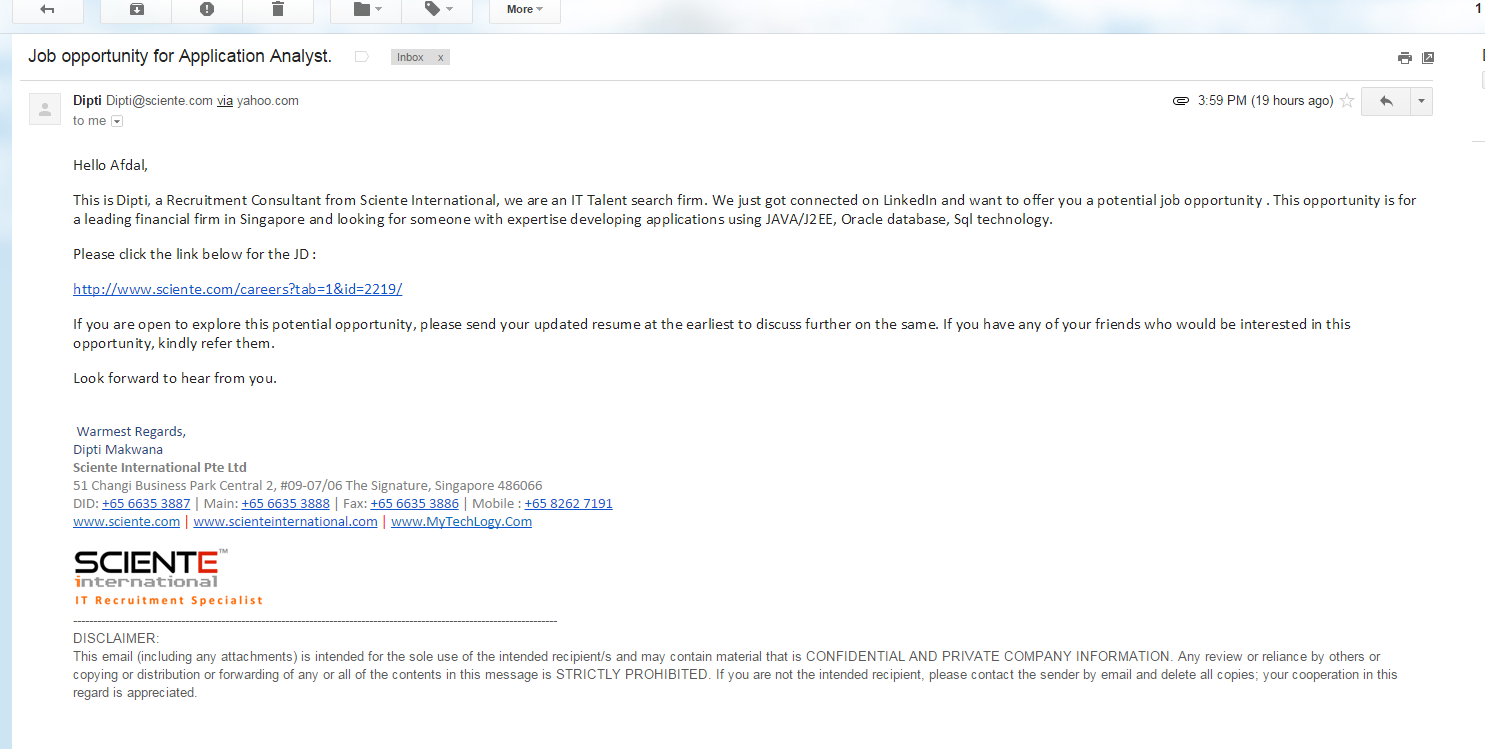 More
1
Job opportunity for Application Analyst.
Inbox x
Dipti Dipti@sciente.com via yahoo.com
3:59 PM (19 hours ago)
to me
Hello Afdal,
This is Dipti, a Recruitment Consultant from Sciente International, we are an IT Talent search firm. We just got connected on LinkedIn and want to offer you a potential job opportunity . This opportunity is for
a leading financial firm in Singapore and looking for someone with expertise developing applications using JAVA/J2EE, Oracle database, Sql technology.
Please click the link below for the JD :
http://www.sciente.com/careers?tab=1&id=2219/
If you are open to explore this potential opportunity, please send your updated resume at the earliest to discuss further on the same. If you have any of your friends who would be interested in this
opportunity, kindly refer them.
Look forward to hear from you.
Warmest Regards,
Dipti Makwana
Sciente International Pte Ltd
51 Changi Business Park Central 2, #09-07/06 The Signature, Singapore 486066
DID: +65 6635 3887 | Main: +65 6635 3888 | Fax: +65 6635 3886 | Mobile : +65 8262 7191
www.sciente.com | www.scienteinternational.com | www.MyTechLogy.Com
SCIENTE™
international
IT Recruitment Specialist
DISCLAIMER:
This email (including any attachments) is intended for the sole use of the intended recipient/s and may contain material that is CONFIDENTIAL AND PRIVATE COMPANY INFORMATION. Any review or reliance by others or
copying or distribution or forwarding of any or all of the contents in this message is STRICTLY PROHIBITED. If you are not the intended recipient, please contact the sender by email and delete all copies; your cooperation in this
regard is appreciated.